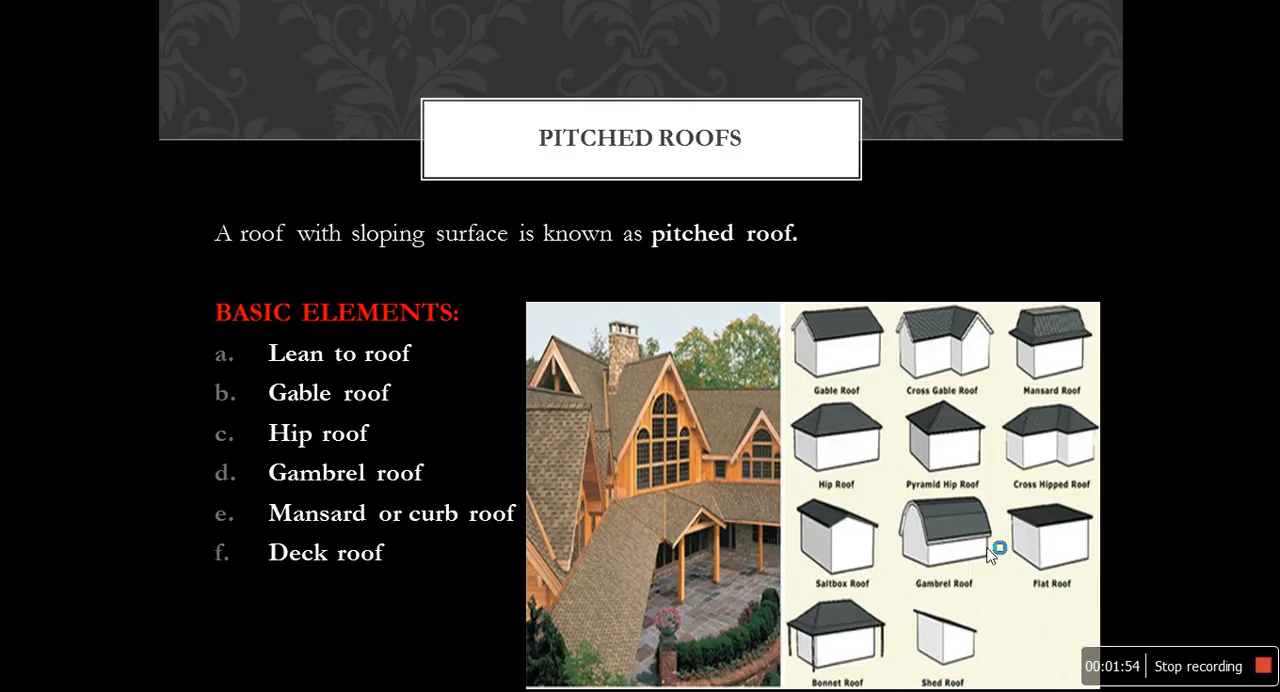 PITCHED ROOFS
A roof with sloping surface is known as pitched roof.
BASIC ELEMENTS:
a. Lean to roof
b. Gable roof
c. Hip roof
d. Gambrel roof
e. Mansard or curb roof
f. Deck roof
Gable Roof Cross Gable Roof Mansard Roof
Hip Roof Pyramid Hip Roof Cross Hipped Roof
Saltbox Roof Gambrel Roof Flat Roof
Bonnet Roof Shed Roof
00:01:54 Stop recording